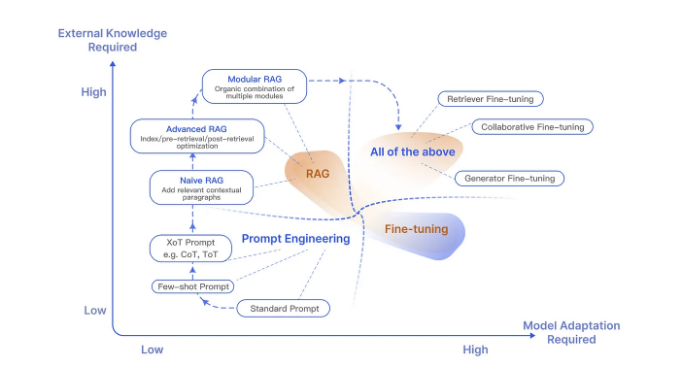 External Knowledge
Required
High
Modular RAG
Organic combination of
multiple modules
Retriever Fine-tuning
Collaborative Fine-tuning
Advanced RAG
Index/pre-retrieval/post-retrieval
optimization
All of the above
RAG
Naive RAG
Add relevant contextual
paragraphs
Generator Fine-tuning
Fine-tuning
Prompt Engineering
XoT Prompt
e.g. CoT, ToT
Few-shot Prompt
Standard Prompt
Low
Model Adaptation
Required
Low
High